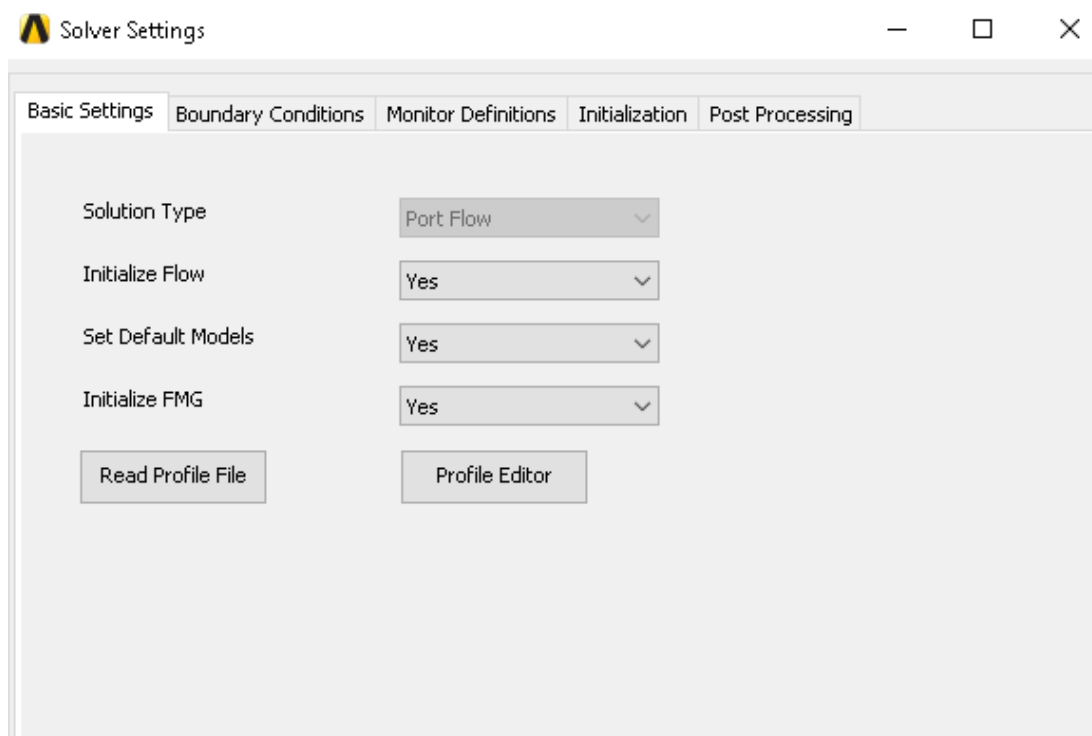 Solver Settings
Basic Settings Boundary Conditions Monitor Definitions Initialization Post Processing
Solution Type Port Flow
Initialize Flow Yes
Set Default Models Yes
Initialize FMG Yes
Read Profile File Profile Editor